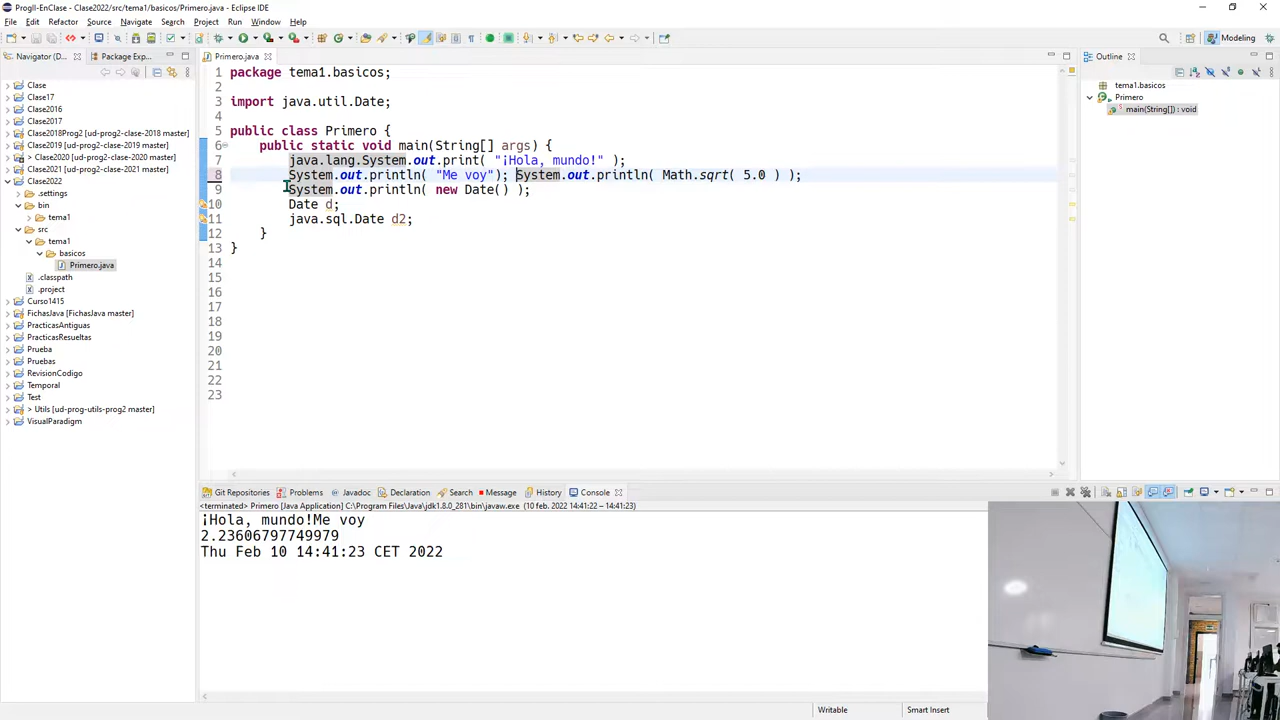 ProgII-EnClase - Clase2022/src/tema1/basicos/Primero.java - Eclipse IDE
File Edit Refactor Source Navigate Search Project Run Window Help
Modeling
Navigator (D... Package Exp...
Clase
Clase17
Clase2016
Clase2017
Clase2018Prog2 [ud-prog2-clase-2018 master]
Clase2019 [ud-prog2-clase-2019 master]
> Clase2020 [ud-prog2-clase-2020 master]
Clase2021 [ud-prog2-clase-2021 master]
Clase2022
.settings
bin
tema1
src
tema1
basicos
Primero.java
.classpath
.project
Curso1415
FichasJava [FichasJava master]
PracticasAntiguas
PracticasResueltas
Prueba
Pruebas
RevisionCodigo
Temporal
Test
> Utils [ud-prog-utils-prog2 master]
VisualParadigm
Primero.java
1 package tema1.basicos;
2
3 import java.util.Date;
4
5 public class Primero {
6 public static void main(String[] args) {
7 java.lang.System.out.print( "¡Hola, mundo!" );
8 System.out.println( "Me voy"); System.out.println( Math.sqrt( 5.0 ) );
9 System.out.println( new Date() );
10 Date d;
11 java.sql.Date d2;
12 }
13 }
14
15
16
17
18
19
20
21
22
23
Outline
tema1.basicos
Primero
main(String[]) : void
Git Repositories Problems Javadoc Declaration Search Message History Console
<terminated> Primero [Java Application] C:\Program Files\Java\jdk1.8.0_281\bin\javaw.exe (10 feb. 2022 14:41:22 – 14:41:23)
¡Hola, mundo!Me voy
2.23606797749979
Thu Feb 10 14:41:23 CET 2022
Writable Smart Insert